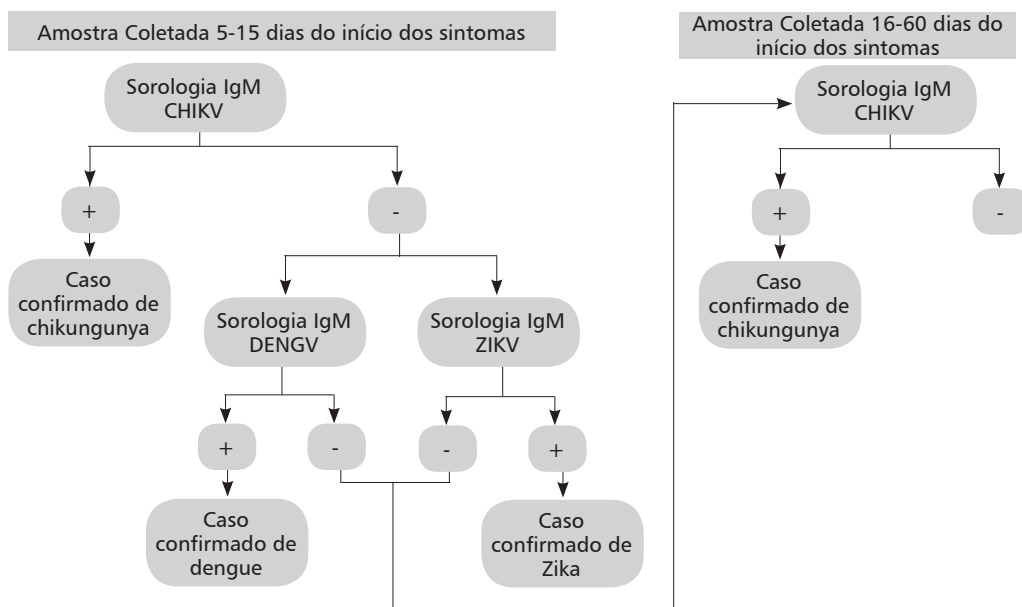 Amostra Coletada 5-15 dias do início dos sintomas
Sorologia IgM
CHIKV
+
-
Caso
confirmado de
chikungunya
Sorologia IgM
DENGV
Sorologia IgM
ZIKV
+
-
-
+
Caso
confirmado de
dengue
Caso
confirmado de
Zika
Amostra Coletada 16-60 dias do
início dos sintomas
Sorologia IgM
CHIKV
+
-
Caso
confirmado de
chikungunya